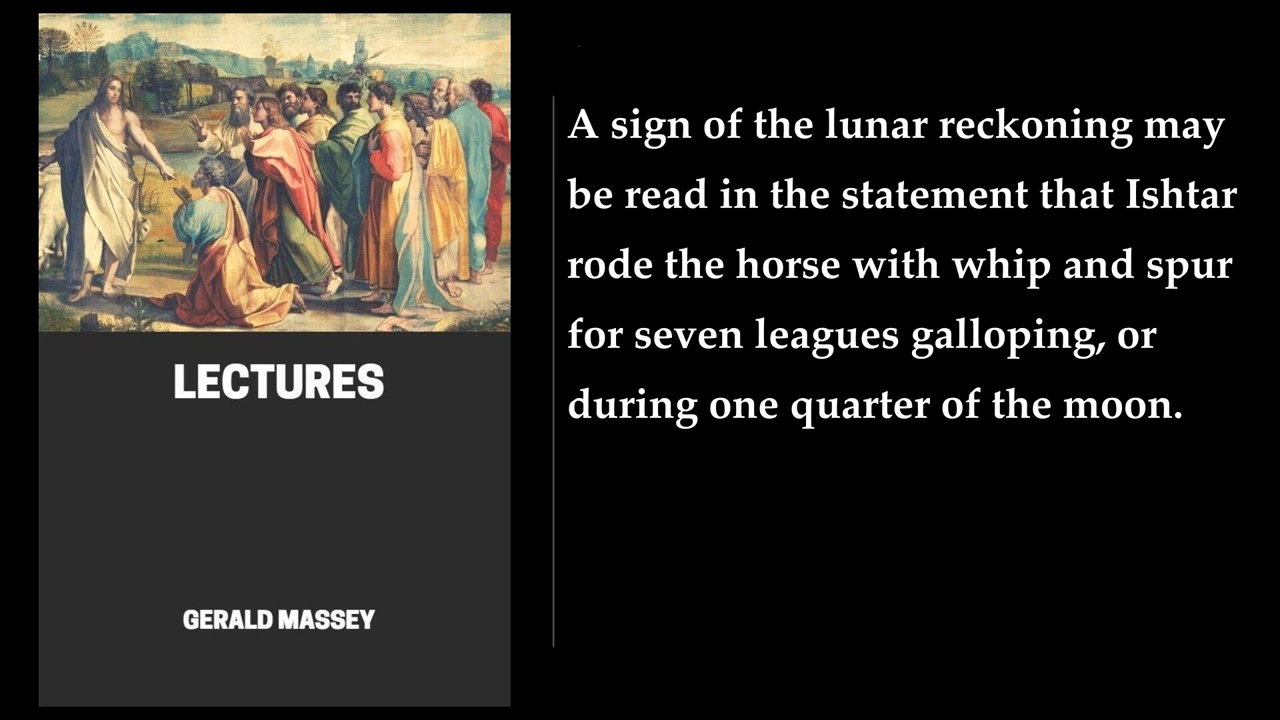 LECTURES
GERALD MASSEY
A sign of the lunar reckoning may
be read in the statement that Ishtar
rode the horse with whip and spur
for seven leagues galloping, or
during one quarter of the moon.